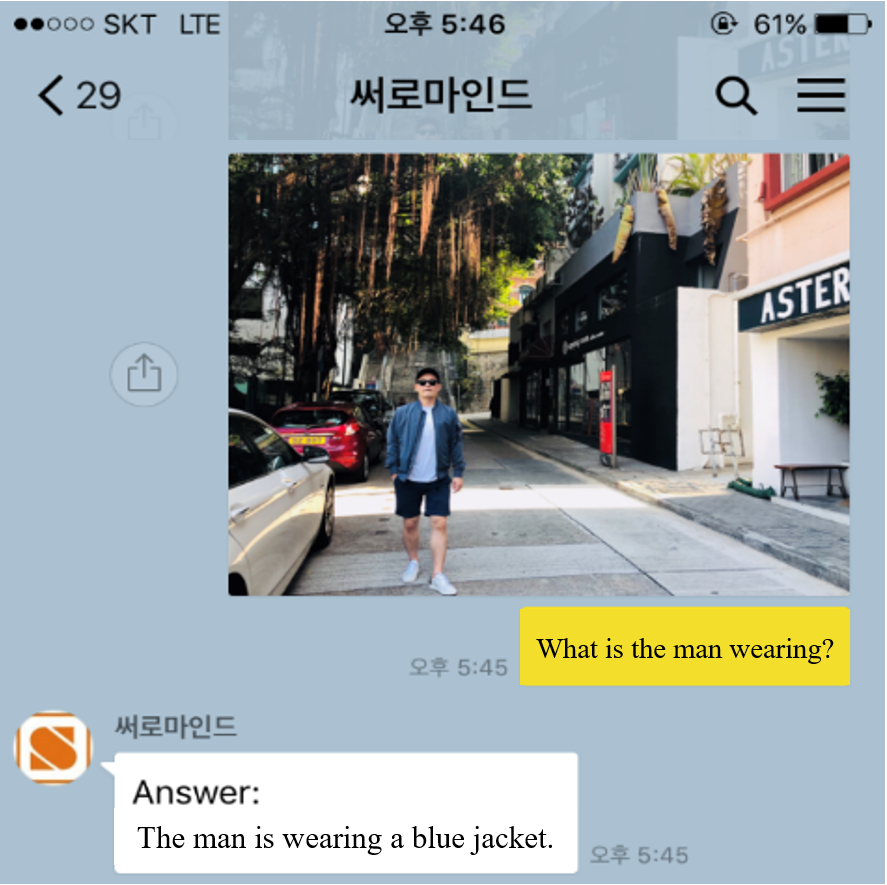 SKT LTE 오후 5:46 61%
29 써로마인드
ASTER
What is the man wearing?
오후 5:45
써로마인드
Answer:
The man is wearing a blue jacket.
오후 5:45